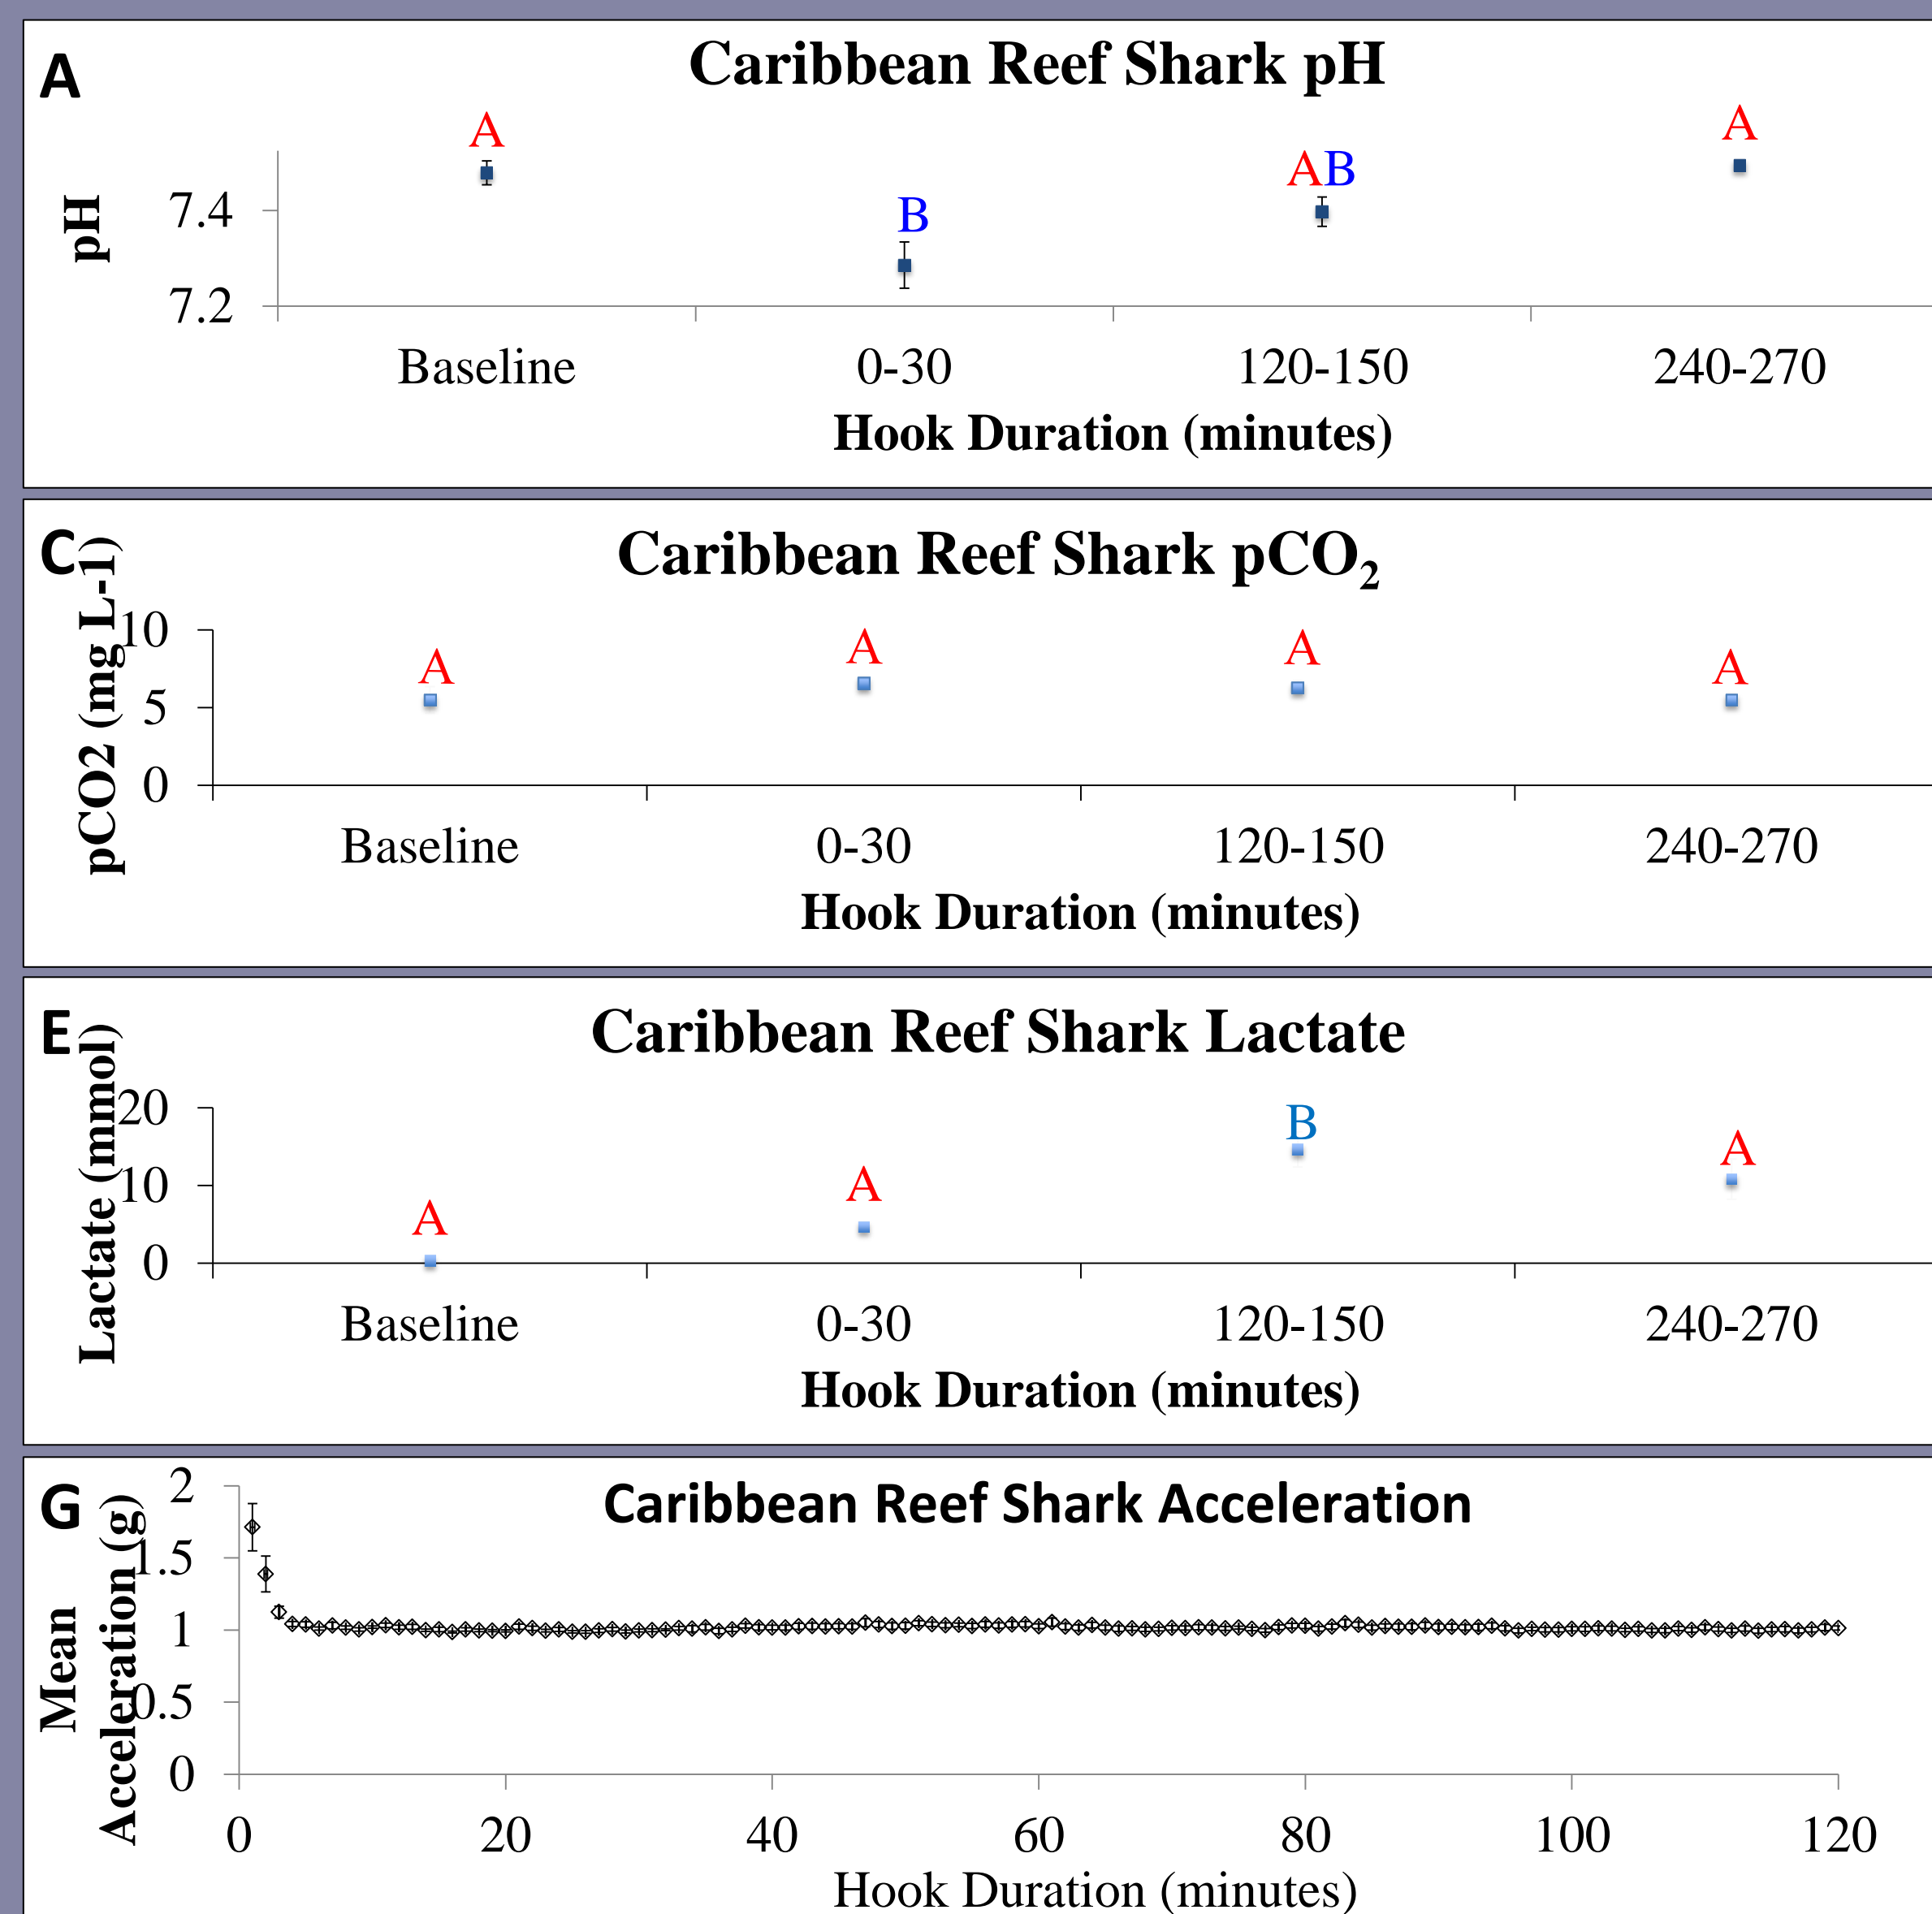 A
Caribbean Reef Shark pH
A
B
AB
A
pH
7.4
7.2
Baseline
0-30
120-150
240-270
Hook Duration (minutes)
C
Caribbean Reef Shark pCO₂
pCO2 (mg L-1)
10
5
0
A
A
A
A
Baseline
0-30
120-150
240-270
Hook Duration (minutes)
E
Caribbean Reef Shark Lactate
Lactate (mmol)
20
10
0
A
A
B
A
Baseline
0-30
120-150
240-270
Hook Duration (minutes)
G
Caribbean Reef Shark Acceleration
Mean
Acceleration (g)
2
1.5
1
0.5
0
0
20
40
60
80
100
120
Hook Duration (minutes)